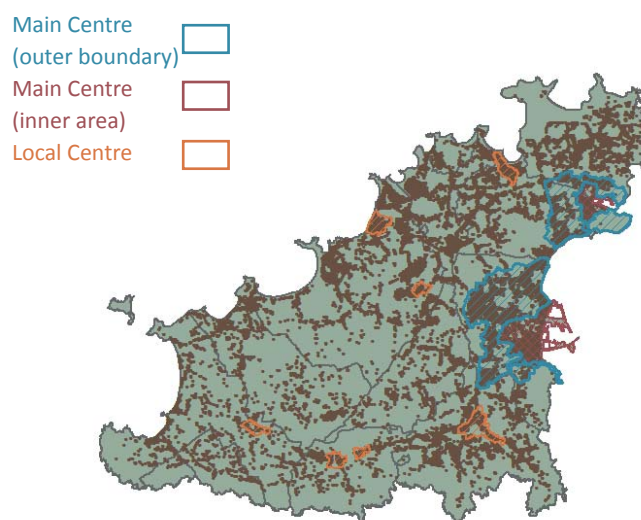 Main Centre
(outer boundary)
Main Centre
(inner area)
Local Centre